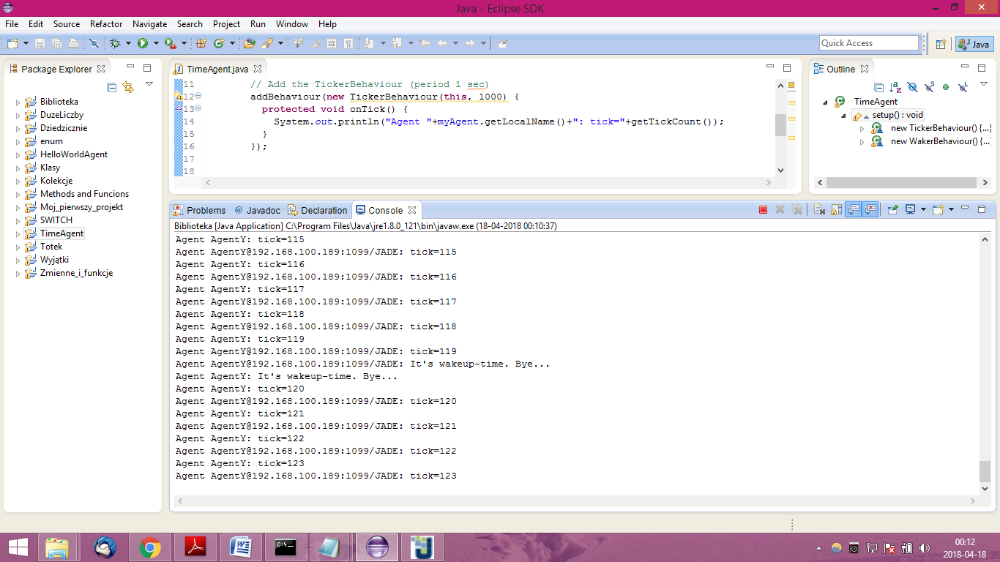 Java - Eclipse SDK
File Edit Source Refactor Navigate Search Project Run Window Help
Quick Access
Java
Package Explorer
Biblioteka
DuzeLiczby
Dziedzicznie
enum
HelloWorldAgent
Klasy
Kolekcje
Methods and Funcions
Moj_pierwszy_projekt
SWITCH
TimeAgent
Totek
Wyjątki
Zmienne_i_funkcje
TimeAgent.java
11 // Add the TickerBehaviour (period 1 sec)
12 addBehaviour(new TickerBehaviour(this, 1000) {
13 protected void onTick() {
14 System.out.println("Agent "+myAgent.getLocalName()+": tick="+getTickCount());
15 }
16 });
17
18
Outline
TimeAgent
setup() : void
new TickerBehaviour() {...}
new WakerBehaviour() {...}
Problems @ Javadoc Declaration Console
Biblioteka [Java Application] C:\Program Files\Java\jre1.8.0_121\bin\javaw.exe (18-04-2018 00:10:37)
Agent AgentY: tick=115
Agent AgentY@192.168.100.189:1099/JADE: tick=115
Agent AgentY: tick=116
Agent AgentY@192.168.100.189:1099/JADE: tick=116
Agent AgentY: tick=117
Agent AgentY@192.168.100.189:1099/JADE: tick=117
Agent AgentY: tick=118
Agent AgentY@192.168.100.189:1099/JADE: tick=118
Agent AgentY: tick=119
Agent AgentY@192.168.100.189:1099/JADE: tick=119
Agent AgentY@192.168.100.189:1099/JADE: It's wakeup-time. Bye...
Agent AgentY: It's wakeup-time. Bye...
Agent AgentY: tick=120
Agent AgentY@192.168.100.189:1099/JADE: tick=120
Agent AgentY: tick=121
Agent AgentY@192.168.100.189:1099/JADE: tick=121
Agent AgentY: tick=122
Agent AgentY@192.168.100.189:1099/JADE: tick=122
Agent AgentY: tick=123
Agent AgentY@192.168.100.189:1099/JADE: tick=123
00:12
2018-04-18